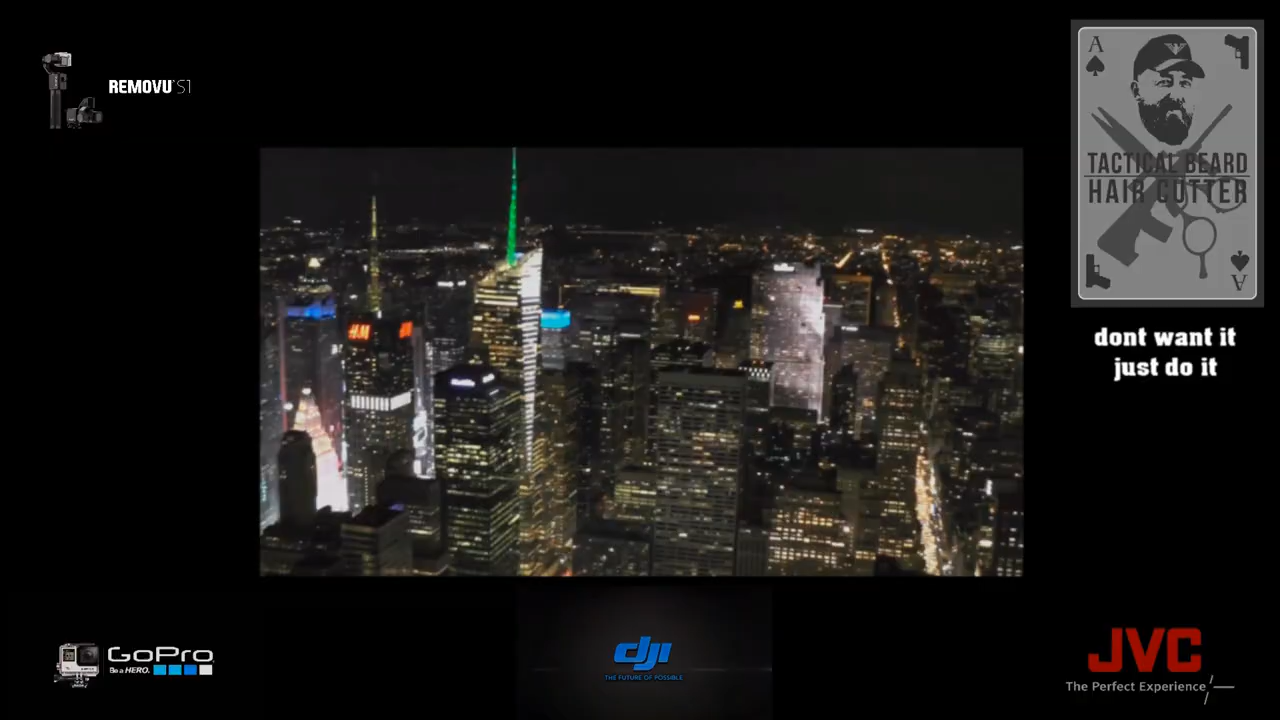 REMOVU S1
A
TACTICAL BEARD
HAIR CUTTER
A
dont want it
just do it
H&M
GoPro
Be a HERO.
dji
THE FUTURE OF POSSIBLE
JVC
The Perfect Experience